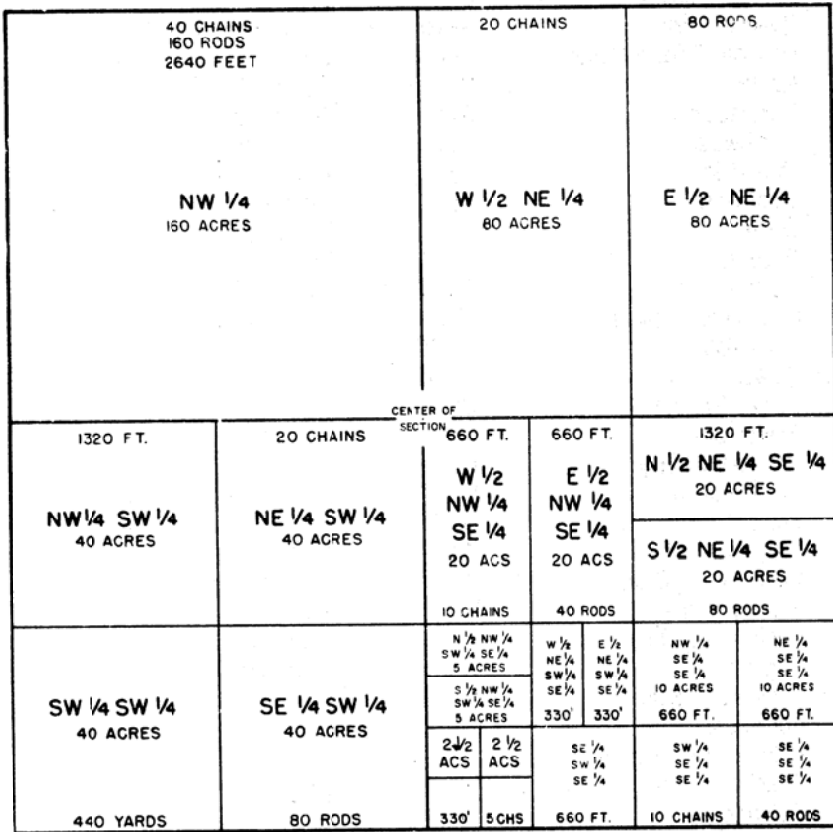 40 CHAINS
160 RODS
2640 FEET
NW 1/4
160 ACRES
20 CHAINS
W 1/2 NE 1/4
80 ACRES
80 RODS
E 1/2 NE 1/4
80 ACRES
CENTER OF
SECTION
1320 FT.
NW 1/4 SW 1/4
40 ACRES
20 CHAINS
NE 1/4 SW 1/4
40 ACRES
660 FT.
W 1/2
NW 1/4
SE 1/4
20 ACS
10 CHAINS
660 FT.
E 1/2
NW 1/4
SE 1/4
20 ACS
40 RODS
1320 FT.
N 1/2 NE 1/4 SE 1/4
20 ACRES
S 1/2 NE 1/4 SE 1/4
20 ACRES
80 RODS
SW 1/4 SW 1/4
40 ACRES
440 YARDS
SE 1/4 SW 1/4
40 ACRES
80 RODS
N 1/2 NW 1/4
SW 1/4 SE 1/4
5 ACRES
S 1/2 NW 1/4
SW 1/4 SE 1/4
5 ACRES
W 1/2
NE 1/4
SW 1/4
SE 1/4
330'
E 1/2
NE 1/4
SW 1/4
SE 1/4
330'
NW 1/4
SE 1/4
SE 1/4
10 ACRES
660 FT.
NE 1/4
SE 1/4
SE 1/4
10 ACRES
660 FT.
2 1/2
ACS
2 1/2
ACS
330'
5 CHS
SE 1/4
SW 1/4
SE 1/4
660 FT.
SW 1/4
SE 1/4
SE 1/4
10 CHAINS
SE 1/4
SE 1/4
SE 1/4
40 RODS